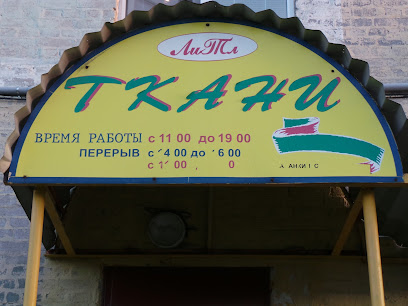 ЛиТл
ТКАНИ
ВРЕМЯ РАБОТЫ с 11 00 до 19 00
ПЕРЕРЫВ с 14 00 до 16 00